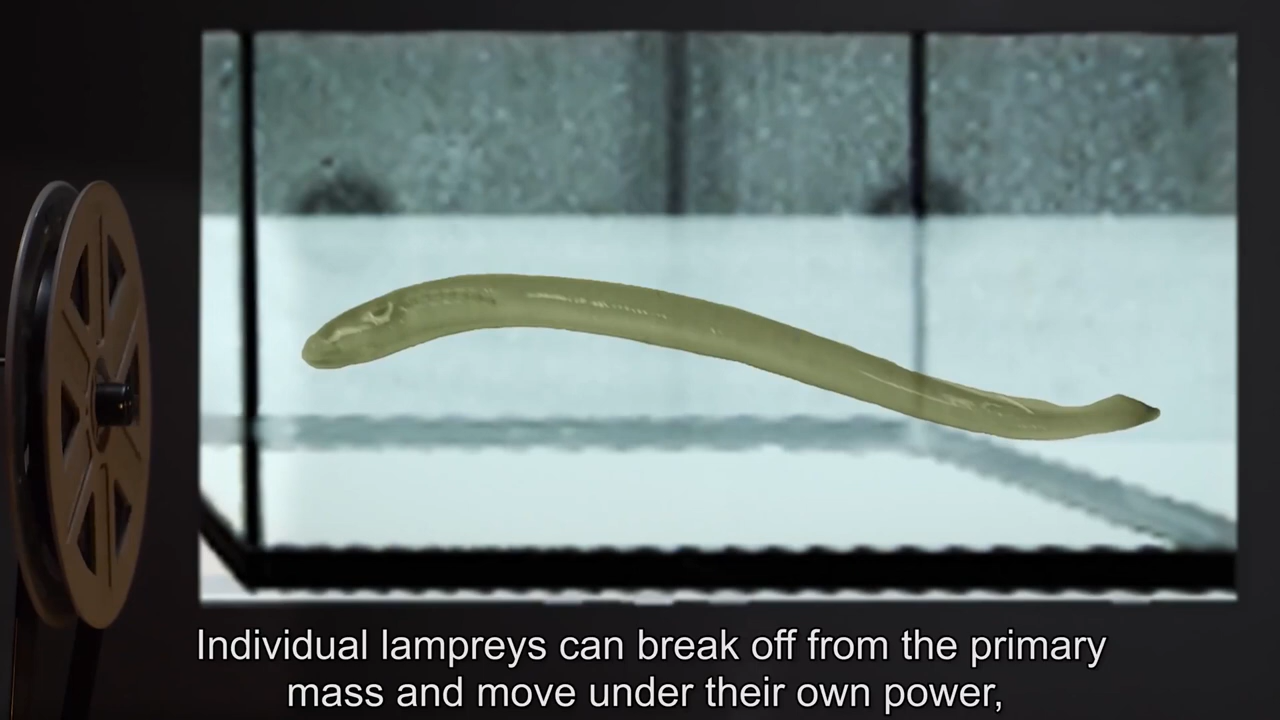 Individual lampreys can break off from the primary
mass and move under their own power,